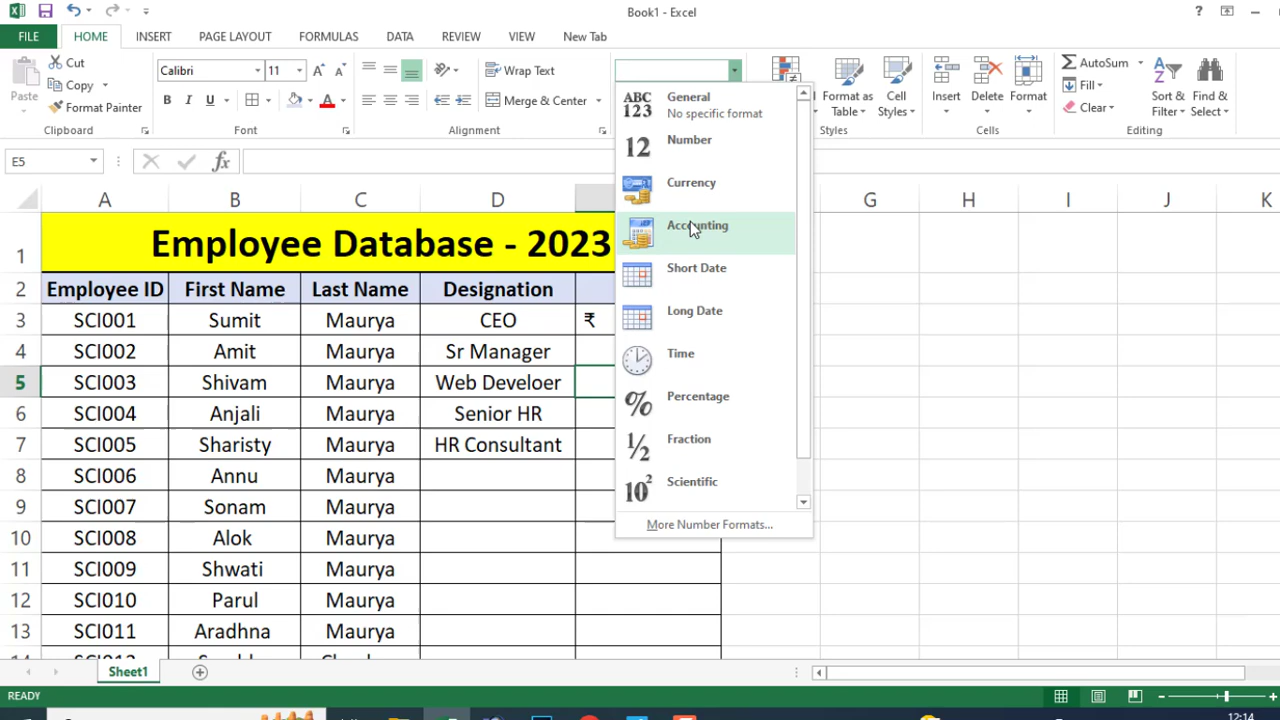 Book1 - Excel
?
FILE HOME INSERT PAGE LAYOUT FORMULAS DATA REVIEW VIEW New Tab
Paste
Cut
Copy
Format Painter
Clipboard
Calibri 11
B I U A
Font
Wrap Text
Merge & Center
Alignment
Format as Table
Cell Styles
Styles
Insert
Delete
Format
Cells
AutoSum
Fill
Clear
Sort & Filter
Find & Select
Editing
E5
fx
ABC 123 General
No specific format
12 Number
Currency
Accounting
Short Date
Long Date
Time
% Percentage
1/2 Fraction
10² Scientific
More Number Formats...
A B C D G H I J K
1 Employee Database - 2023
2 Employee ID First Name Last Name Designation
3 SCI001 Sumit Maurya CEO ₹
4 SCI002 Amit Maurya Sr Manager
5 SCI003 Shivam Maurya Web Develoer
6 SCI004 Anjali Maurya Senior HR
7 SCI005 Sharisty Maurya HR Consultant
8 SCI006 Annu Maurya
9 SCI007 Sonam Maurya
10 SCI008 Alok Maurya
11 SCI009 Shwati Maurya
12 SCI010 Parul Maurya
13 SCI011 Aradhna Maurya
Sheet1
READY
12:14